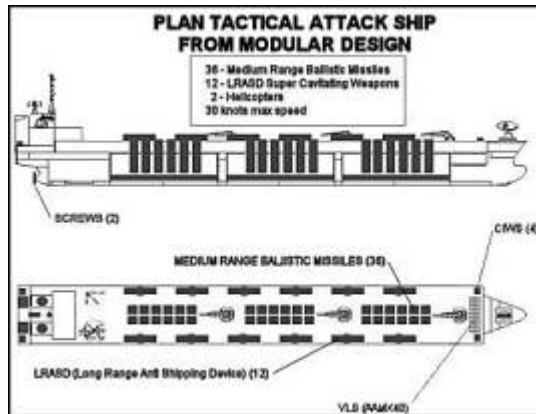 PLAN TACTICAL ATTACK SHIP
FROM MODULAR DESIGN
36 - Medium Range Ballistic Missiles
12 - LRASD Super Cavitating Weapons
2 - Helicopters
30 knots max speed
SCREWS (2)
CIWS (4)
MEDIUM RANGE BALLISTIC MISSILES (36)
LRASD (Long Range Anti Shipping Device) (12)
VLS